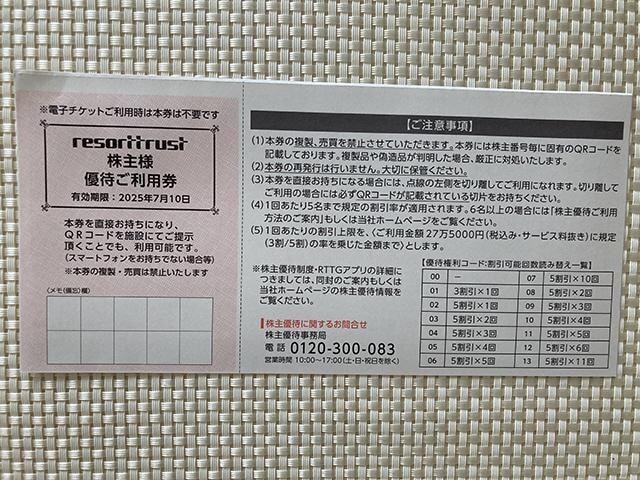 ※電子チケットご利用時は本券は不要です
resorttrust
株主様
優待ご利用券
有効期限：2025年7月10日
本券を直接お持ちになり、
QRコードを施設にてご提示
頂くことでも、利用可能です。
(スマートフォンをお持ちでない場合等)
※本券の複製・売買は禁止いたします
(メモ(備忘)欄)
【ご注意事項】
(1)本券の複製、売買を禁止させていただきます。本券には株主番号毎に固有のQRコードを
記載しております。複製品や偽造品が判明した場合、厳正に対処いたします。
(2)本券の再発行は行いません。大切に保管ください。
(3)本券を直接お持ちになる場合には、点線の左側を切り離してご利用になれます。切り離して
ご利用の場合には必ずQRコードが記載されている切片をお持ちください。
(4)1回あたり5名まで規定の割引率が適用されます。6名以上の場合には「株主優待ご利用
方法のご案内」もしくは当社ホームページをご覧ください。
(5)1回あたりの割引上限を、(ご利用金額 27万5000円(税込み・サービス料抜き)に規定
(3割/5割)の率を乗じた金額まで)とします。
※株主優待制度・RTTGアプリの詳細に
つきましては、同封のご案内もしくは
当社ホームページの株主優待情報を
ご覧ください。
株主優待に関するお問合せ
株主優待事務局
電話 0120-300-083
営業時間 10:00～17:00(土・日・祝日を除く)
【優待権利コード:割引可能回数読み替え一覧】
00 － 07 5割引×10回
01 3割引×1回 08 5割引×2回
02 5割引×1回 09 5割引×3回
03 5割引×2回 10 5割引×4回
04 5割引×3回 11 5割引×5回
05 5割引×4回 12 5割引×6回
06 5割引×5回 13 5割引×11回